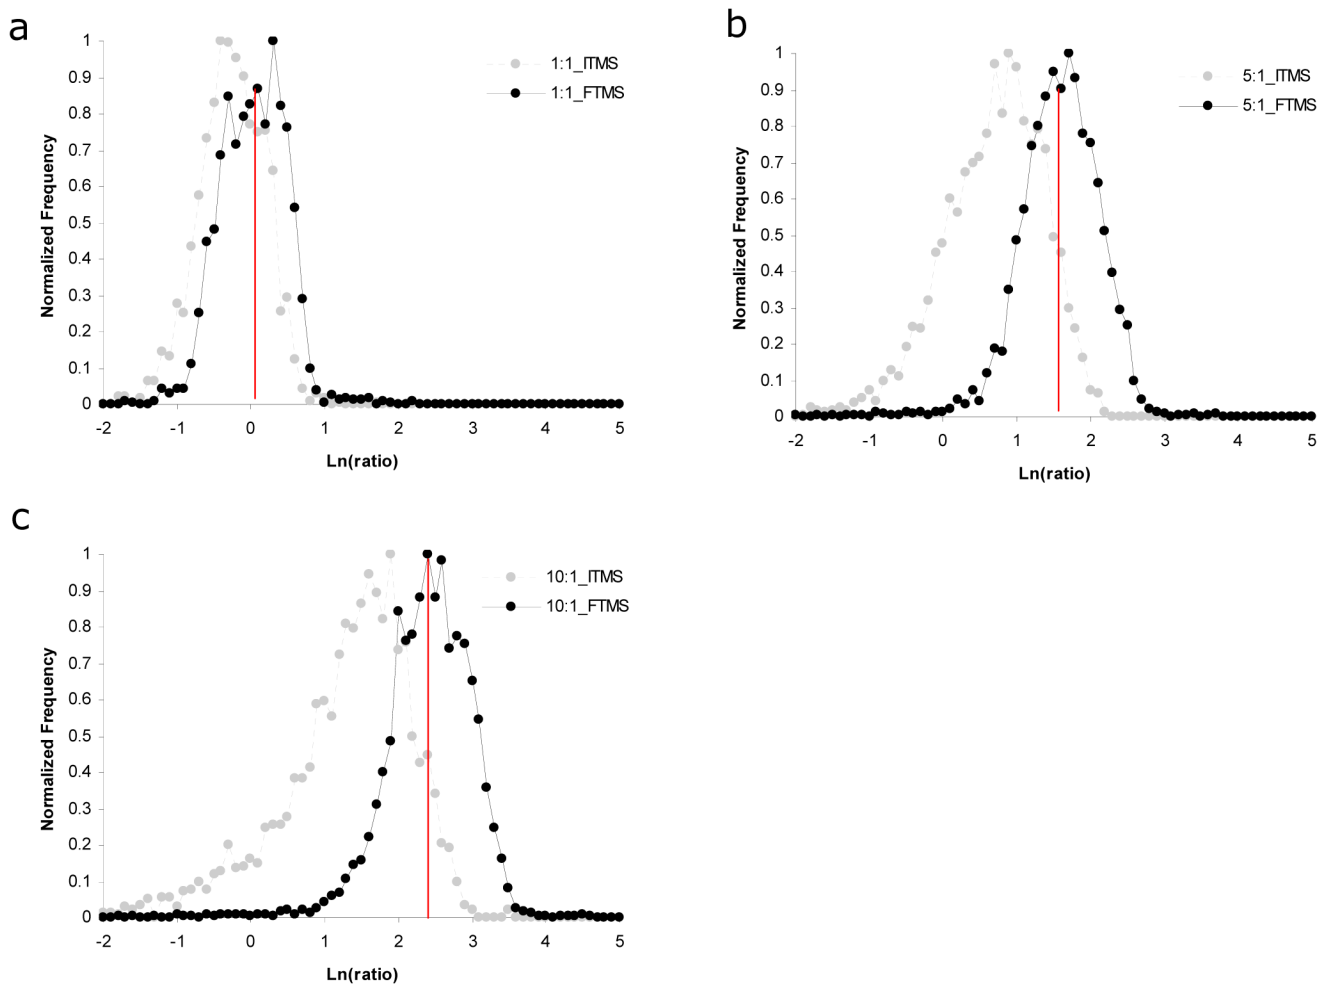 a
1
0.9
0.8
0.7
0.6
0.5
0.4
0.3
0.2
0.1
0
Normalized Frequency
1:1_ITMS
1:1_FTMS
-2 -1 0 1 2 3 4 5
Ln(ratio)
b
1
0.9
0.8
0.7
0.6
0.5
0.4
0.3
0.2
0.1
0
Normalized Frequency
5:1_ITMS
5:1_FTMS
-2 -1 0 1 2 3 4 5
Ln(ratio)
c
1
0.9
0.8
0.7
0.6
0.5
0.4
0.3
0.2
0.1
0
Normalized Frequency
10:1_ITMS
10:1_FTMS
-2 -1 0 1 2 3 4 5
Ln(ratio)